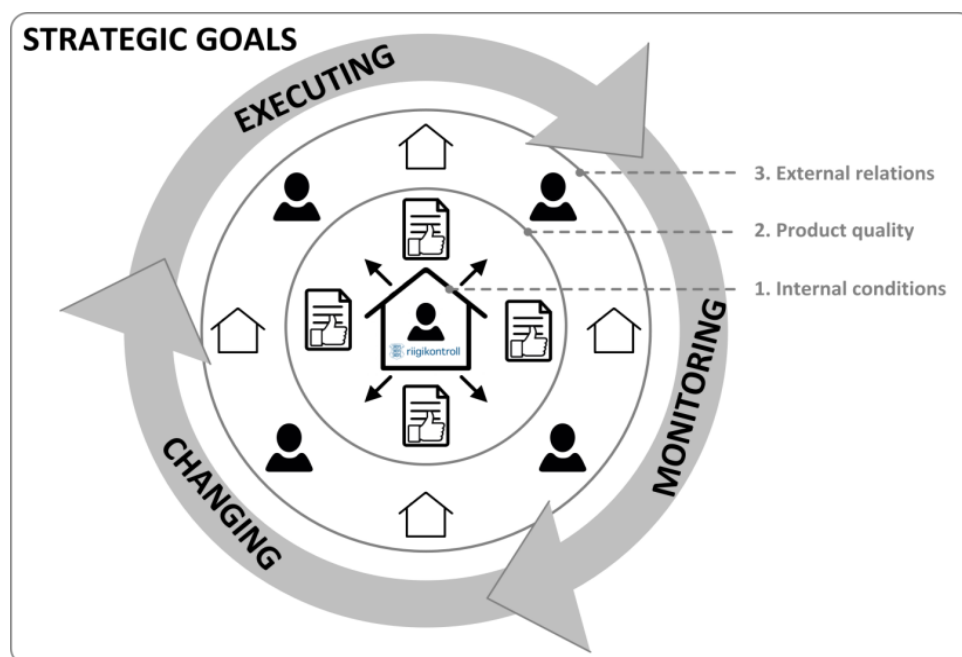 STRATEGIC GOALS
EXECUTING
3. External relations
2. Product quality
1. Internal conditions
riigikontroll
MONITORING
CHANGING